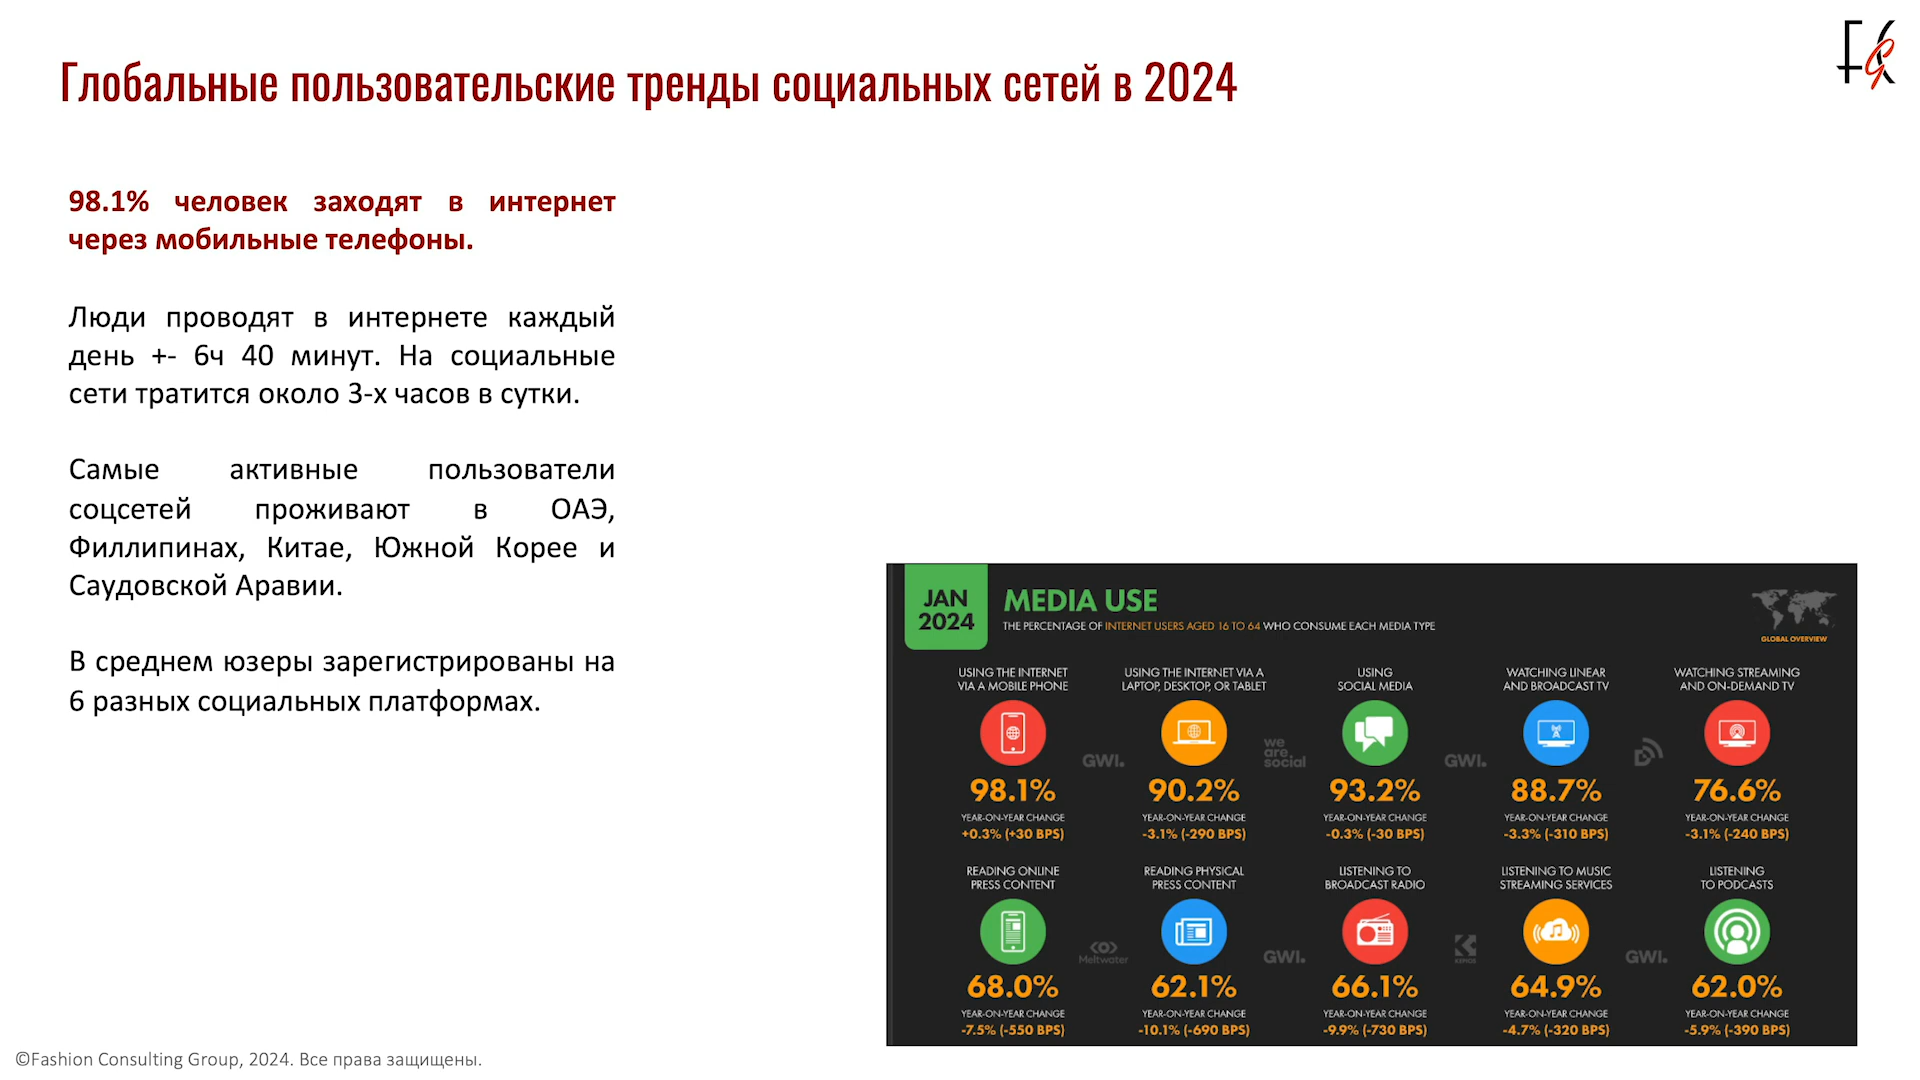 Глобальные пользовательские тренды социальных сетей в 2024
98.1% человек заходят в интернет
через мобильные телефоны.
Люди проводят в интернете каждый
день +- 6ч 40 минут. На социальные
сети тратится около 3-х часов в сутки.
Самые активные пользователи
соцсетей проживают в ОАЭ,
Филлипинах, Китае, Южной Корее и
Саудовской Аравии.
В среднем юзеры зарегистрированы на
6 разных социальных платформах.
JAN
2024
MEDIA USE
THE PERCENTAGE OF INTERNET USERS AGED 16 TO 64 WHO CONSUME EACH MEDIA TYPE
GLOBAL OVERVIEW
USING THE INTERNET
VIA A MOBILE PHONE
98.1%
YEAR-ON-YEAR CHANGE
+0.3% (+30 BPS)
USING THE INTERNET VIA A
LAPTOP, DESKTOP, OR TABLET
90.2%
YEAR-ON-YEAR CHANGE
-3.1% (-290 BPS)
USING
SOCIAL MEDIA
93.2%
YEAR-ON-YEAR CHANGE
-0.3% (-30 BPS)
WATCHING LINEAR
AND BROADCAST TV
88.7%
YEAR-ON-YEAR CHANGE
-3.3% (-310 BPS)
WATCHING STREAMING
AND ON-DEMAND TV
76.6%
YEAR-ON-YEAR CHANGE
-3.1% (-240 BPS)
GWI.
we
are.
social
GWI.
READING ONLINE
PRESS CONTENT
68.0%
YEAR-ON-YEAR CHANGE
-7.5% (-550 BPS)
READING PHYSICAL
PRESS CONTENT
62.1%
YEAR-ON-YEAR CHANGE
-10.1% (-690 BPS)
LISTENING TO
BROADCAST RADIO
66.1%
YEAR-ON-YEAR CHANGE
-9.9% (-730 BPS)
LISTENING TO MUSIC
STREAMING SERVICES
64.9%
YEAR-ON-YEAR CHANGE
-4.7% (-320 BPS)
LISTENING
TO PODCASTS
62.0%
YEAR-ON-YEAR CHANGE
-5.9% (-390 BPS)
Meltwater
GWI.
KEPIOS
GWI.
©Fashion Consulting Group, 2024. Все права защищены.